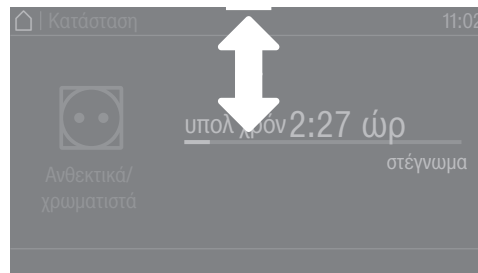 | Κατάσταση 11:02
υπολ χρόν 2:27 ώρ
στέγνωμα
Ανθεκτικά/
χρωματιστά